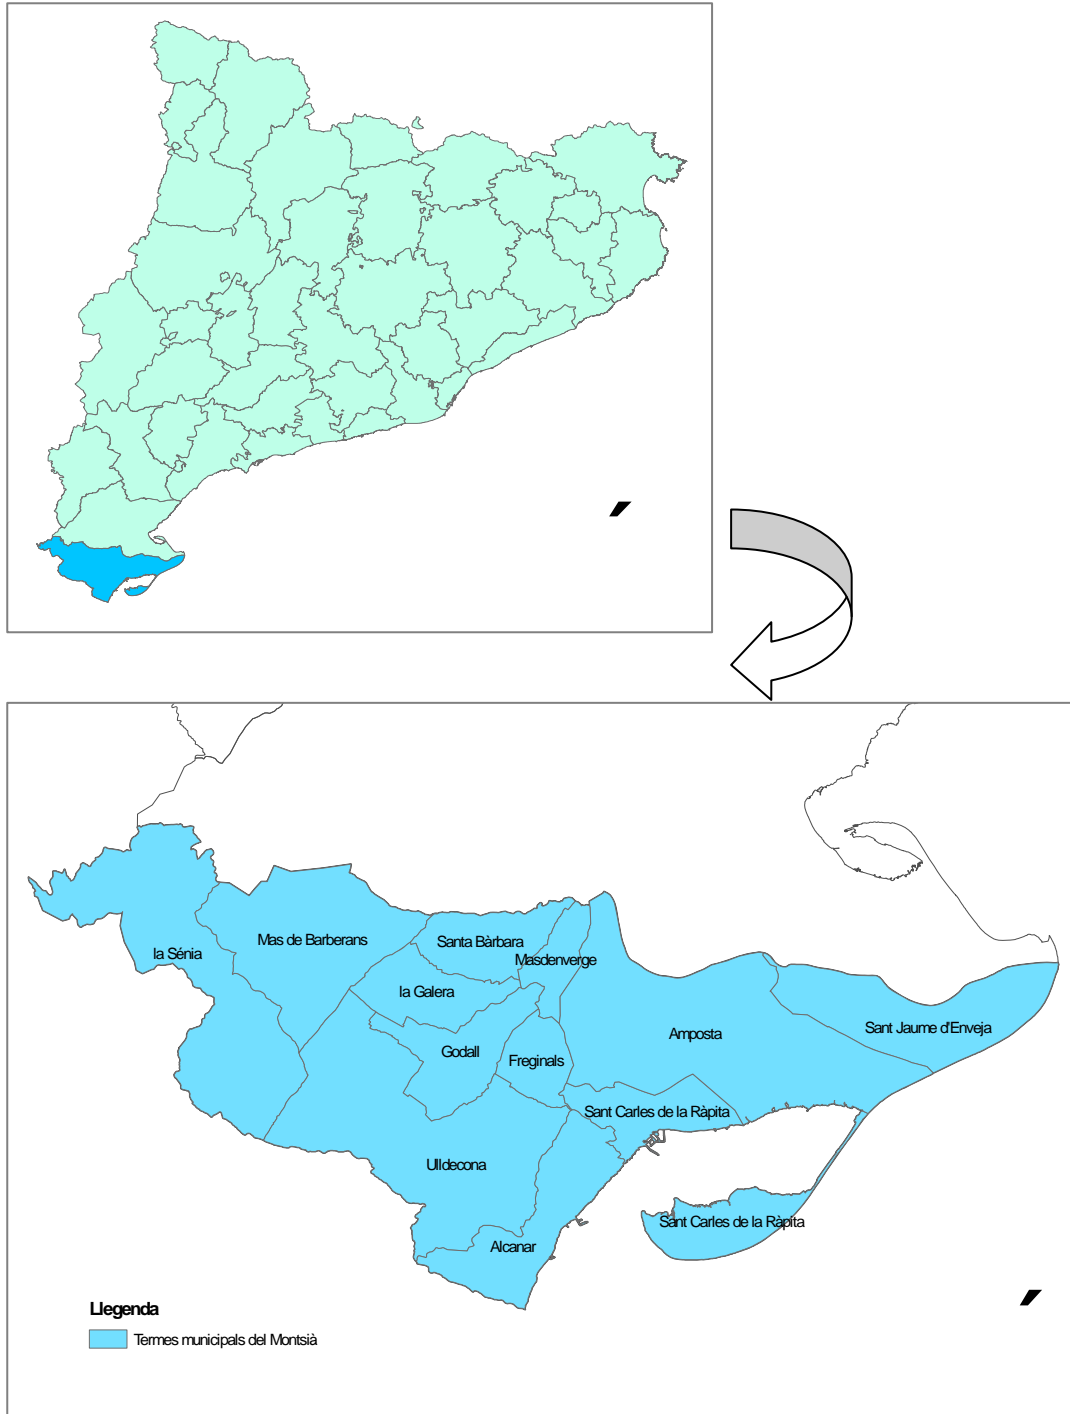 Mas de Barberans
Santa Bàrbara
la Sénia
Masdenverge
la Galera
Sant Jaume d'Enveja
Amposta
Godall
Freginals
Sant Carles de la Ràpita
Ulldecona
Sant Carles de la Ràpita
Alcanar
Llegenda
Termes municipals del Montsià